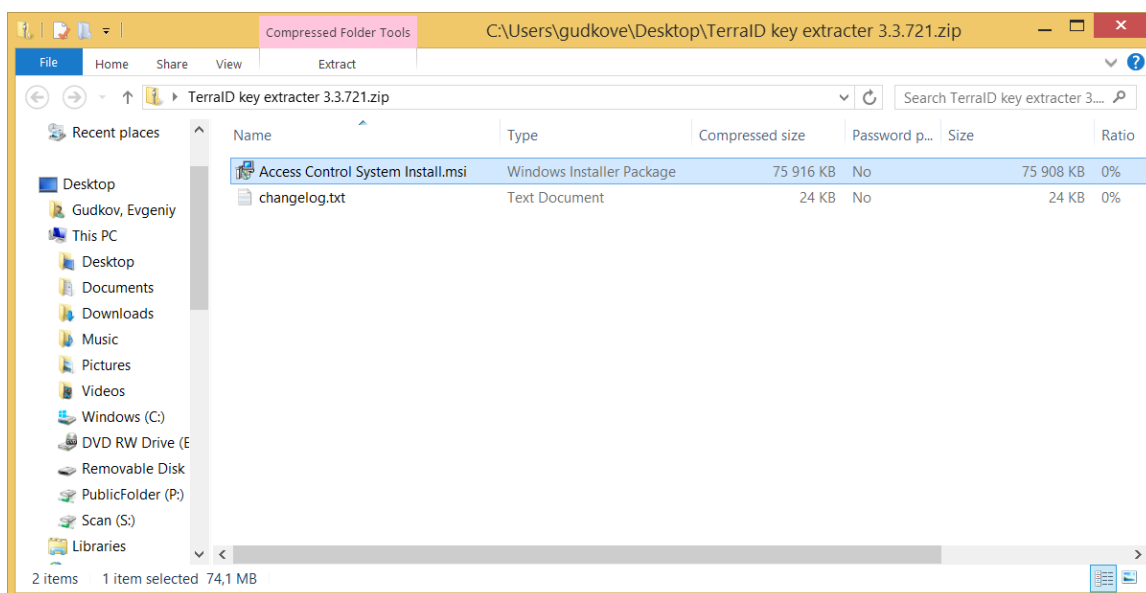 Compressed Folder Tools
C:\Users\gudkove\Desktop\TerraID key extracter 3.3.721.zip
File Home Share View Extract
TerraID key extracter 3.3.721.zip
Search TerraID key extracter 3....
Recent places
Desktop
Gudkov, Evgeniy
This PC
Desktop
Documents
Downloads
Music
Pictures
Videos
Windows (C:)
DVD RW Drive (E
Removable Disk
PublicFolder (P:)
Scan (S:)
Libraries
Name Type Compressed size Password p... Size Ratio
Access Control System Install.msi Windows Installer Package 75 916 KB No 75 908 KB 0%
changelog.txt Text Document 24 KB No 24 KB 0%
2 items 1 item selected 74,1 MB